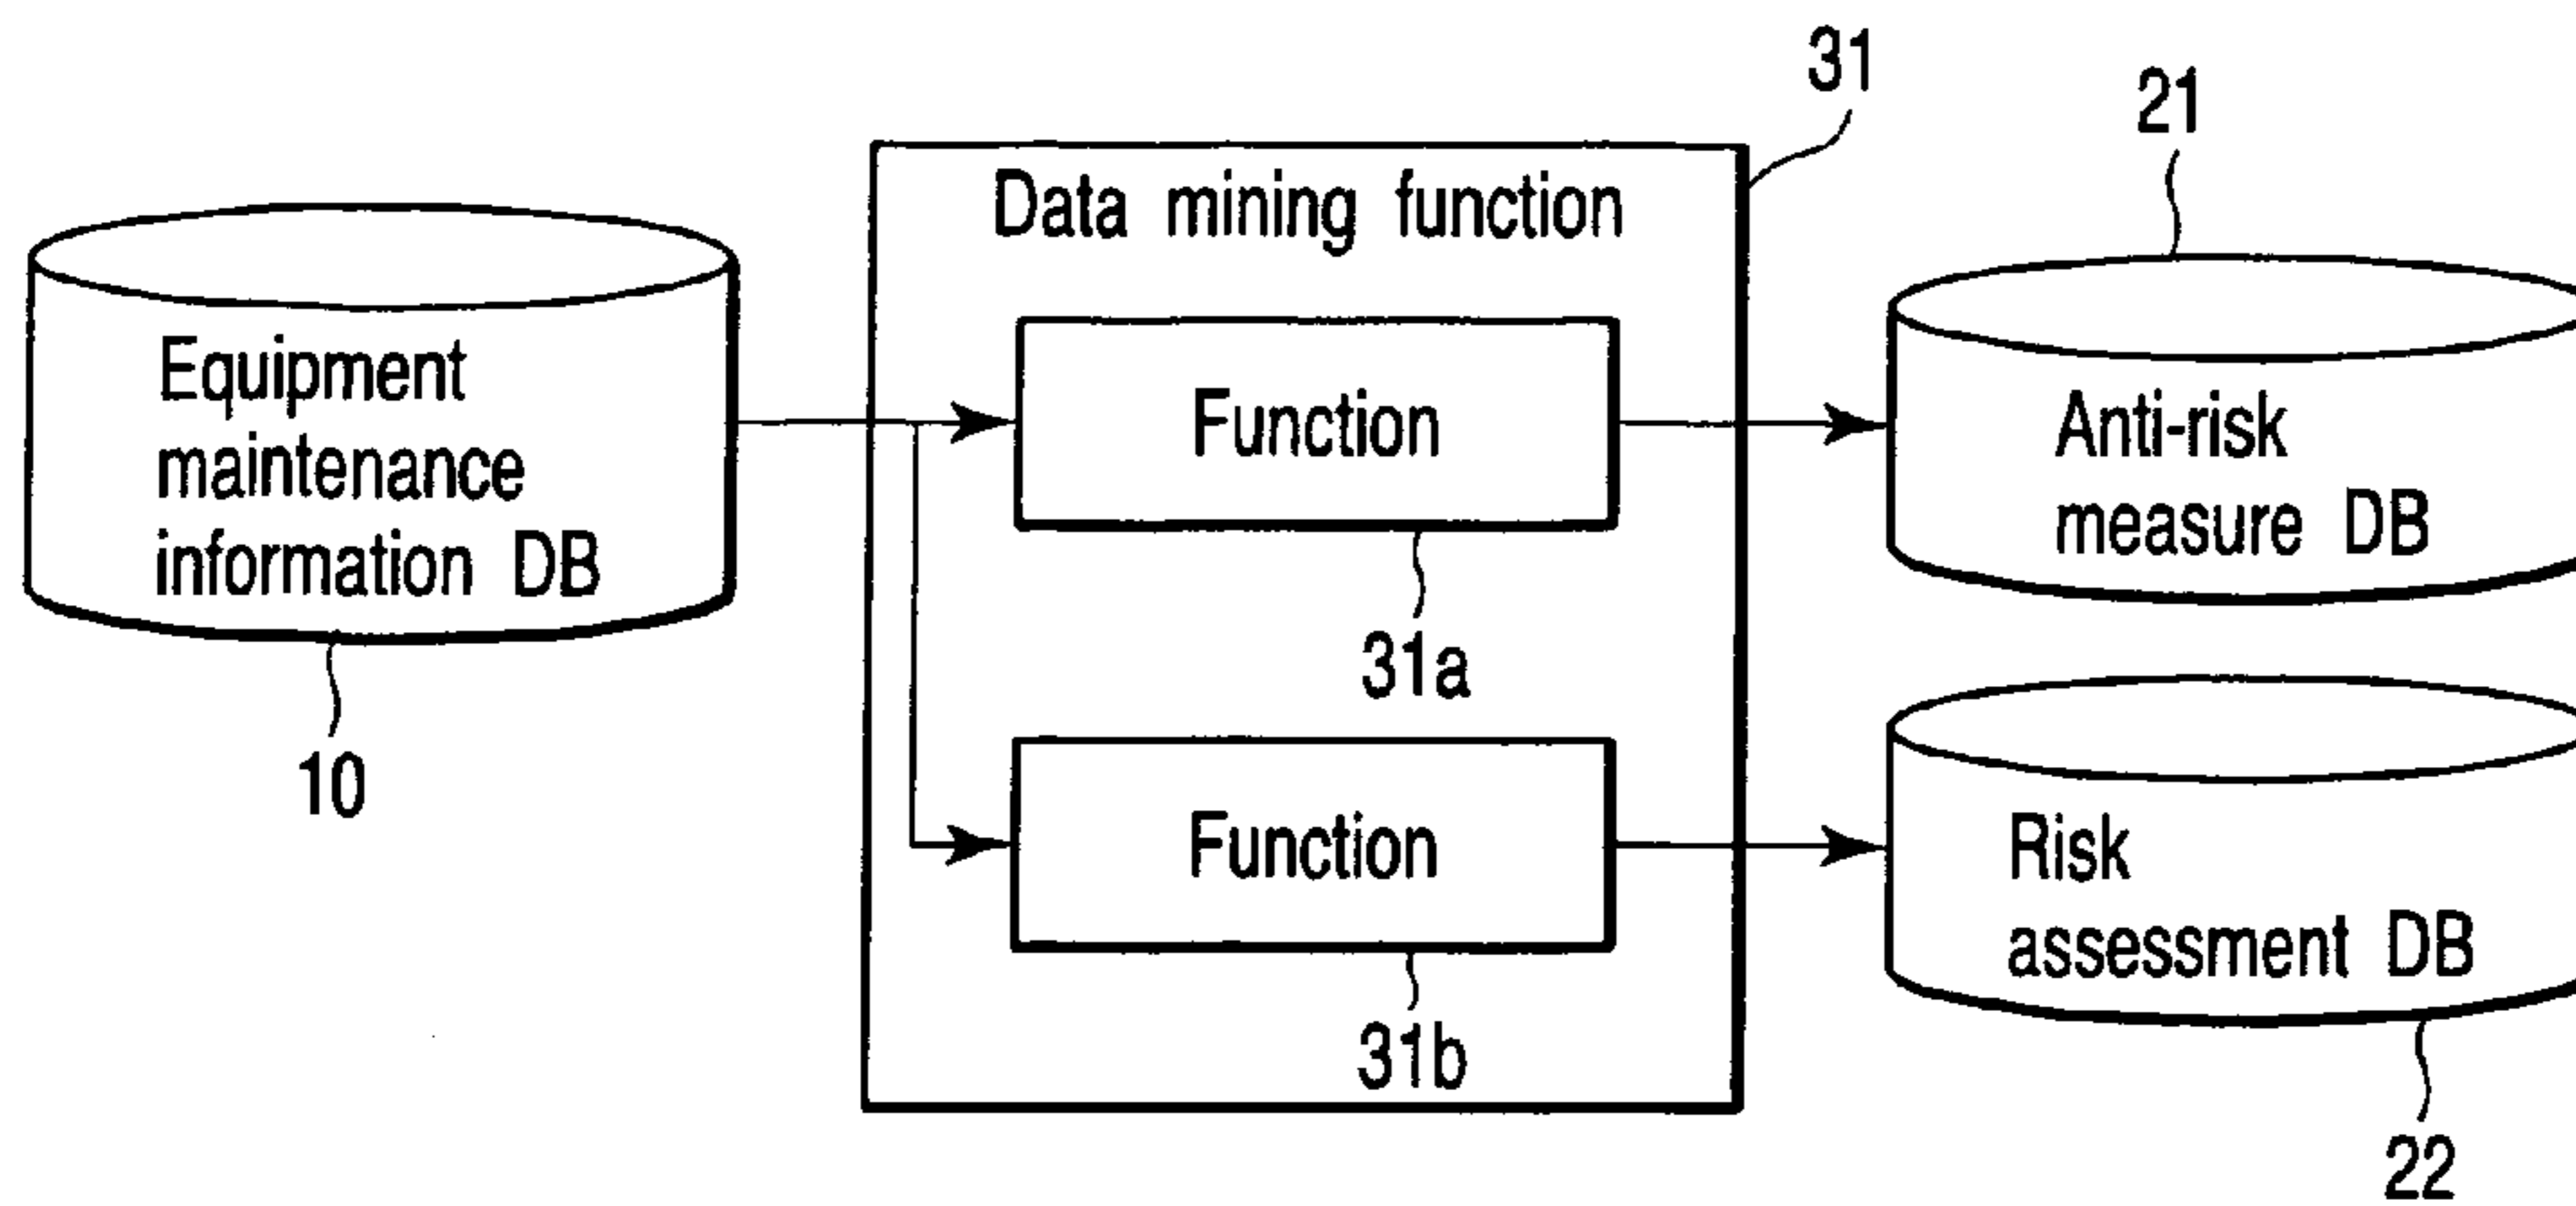 31
21
Data mining function
Equipment
maintenance
information DB
Function
Anti-risk
measure DB
31a
10
Function
Risk
assessment DB
31b
22